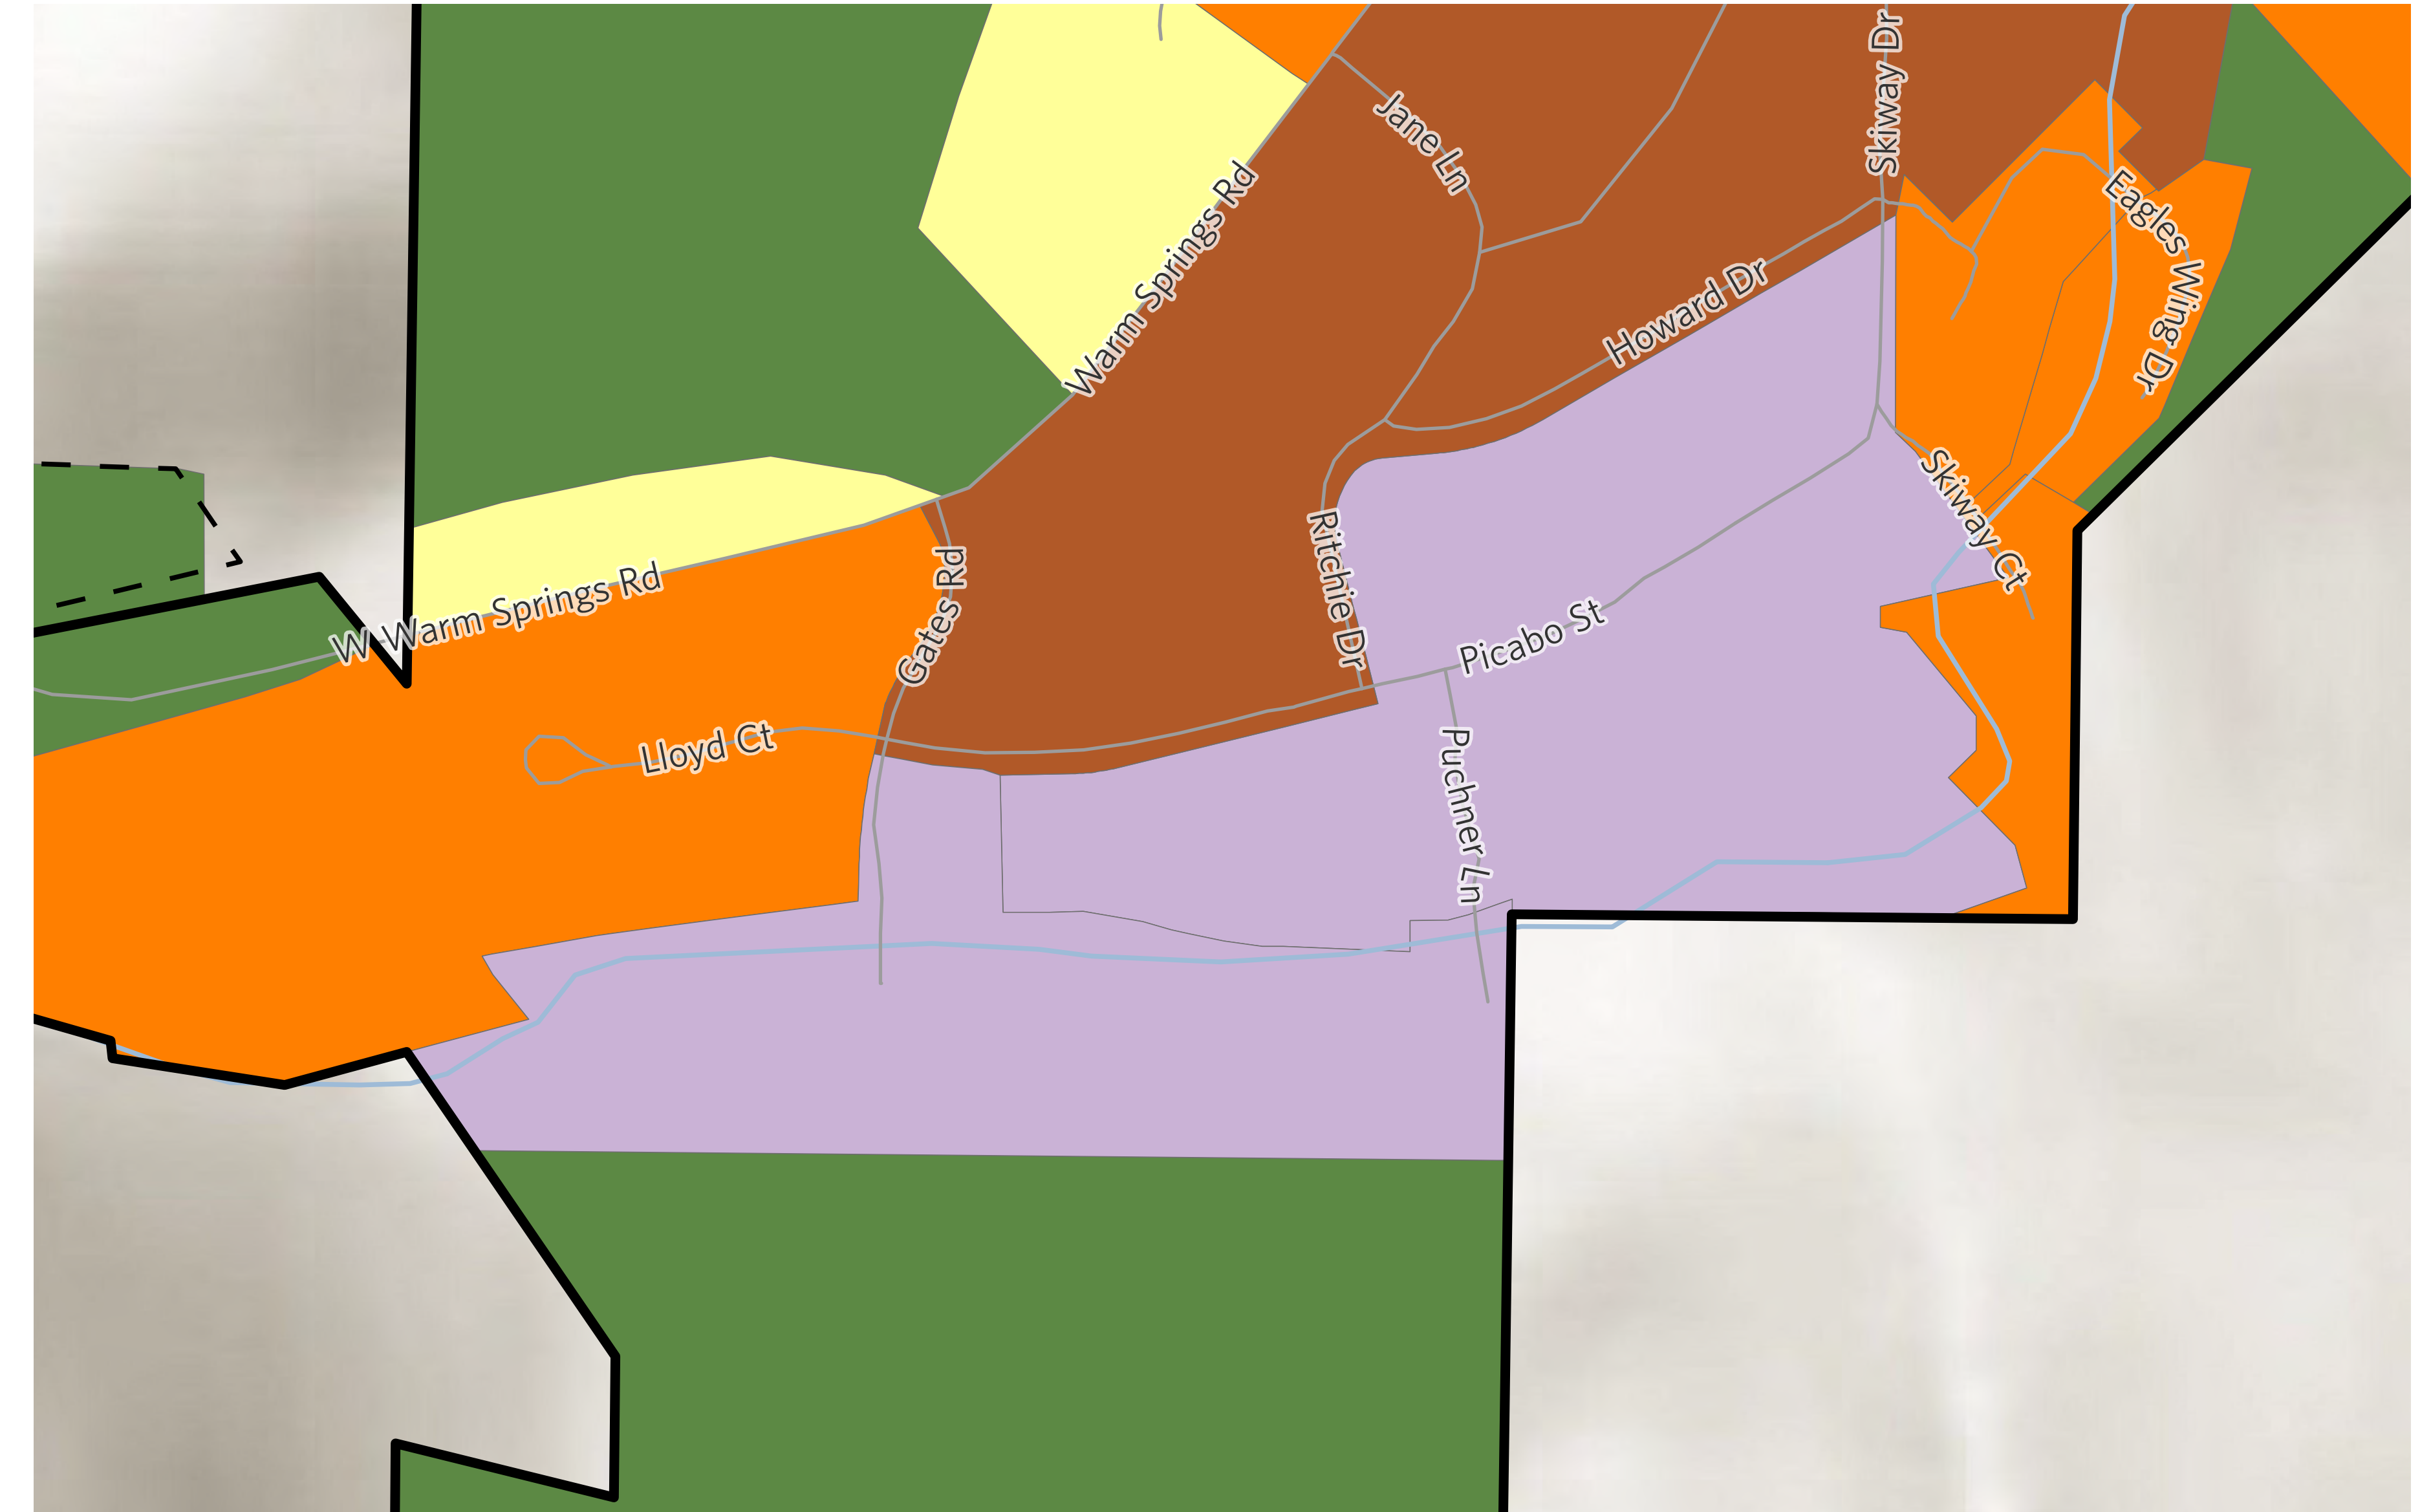 Skiway Dr
Jane Ln
Warm Springs Rd
Eagles Wing Dr
Howard Dr
Skiway Ct
Ritchie Dr
Gates Rd
W Warm Springs Rd
Picabo St
Lloyd Ct
Puchner Ln